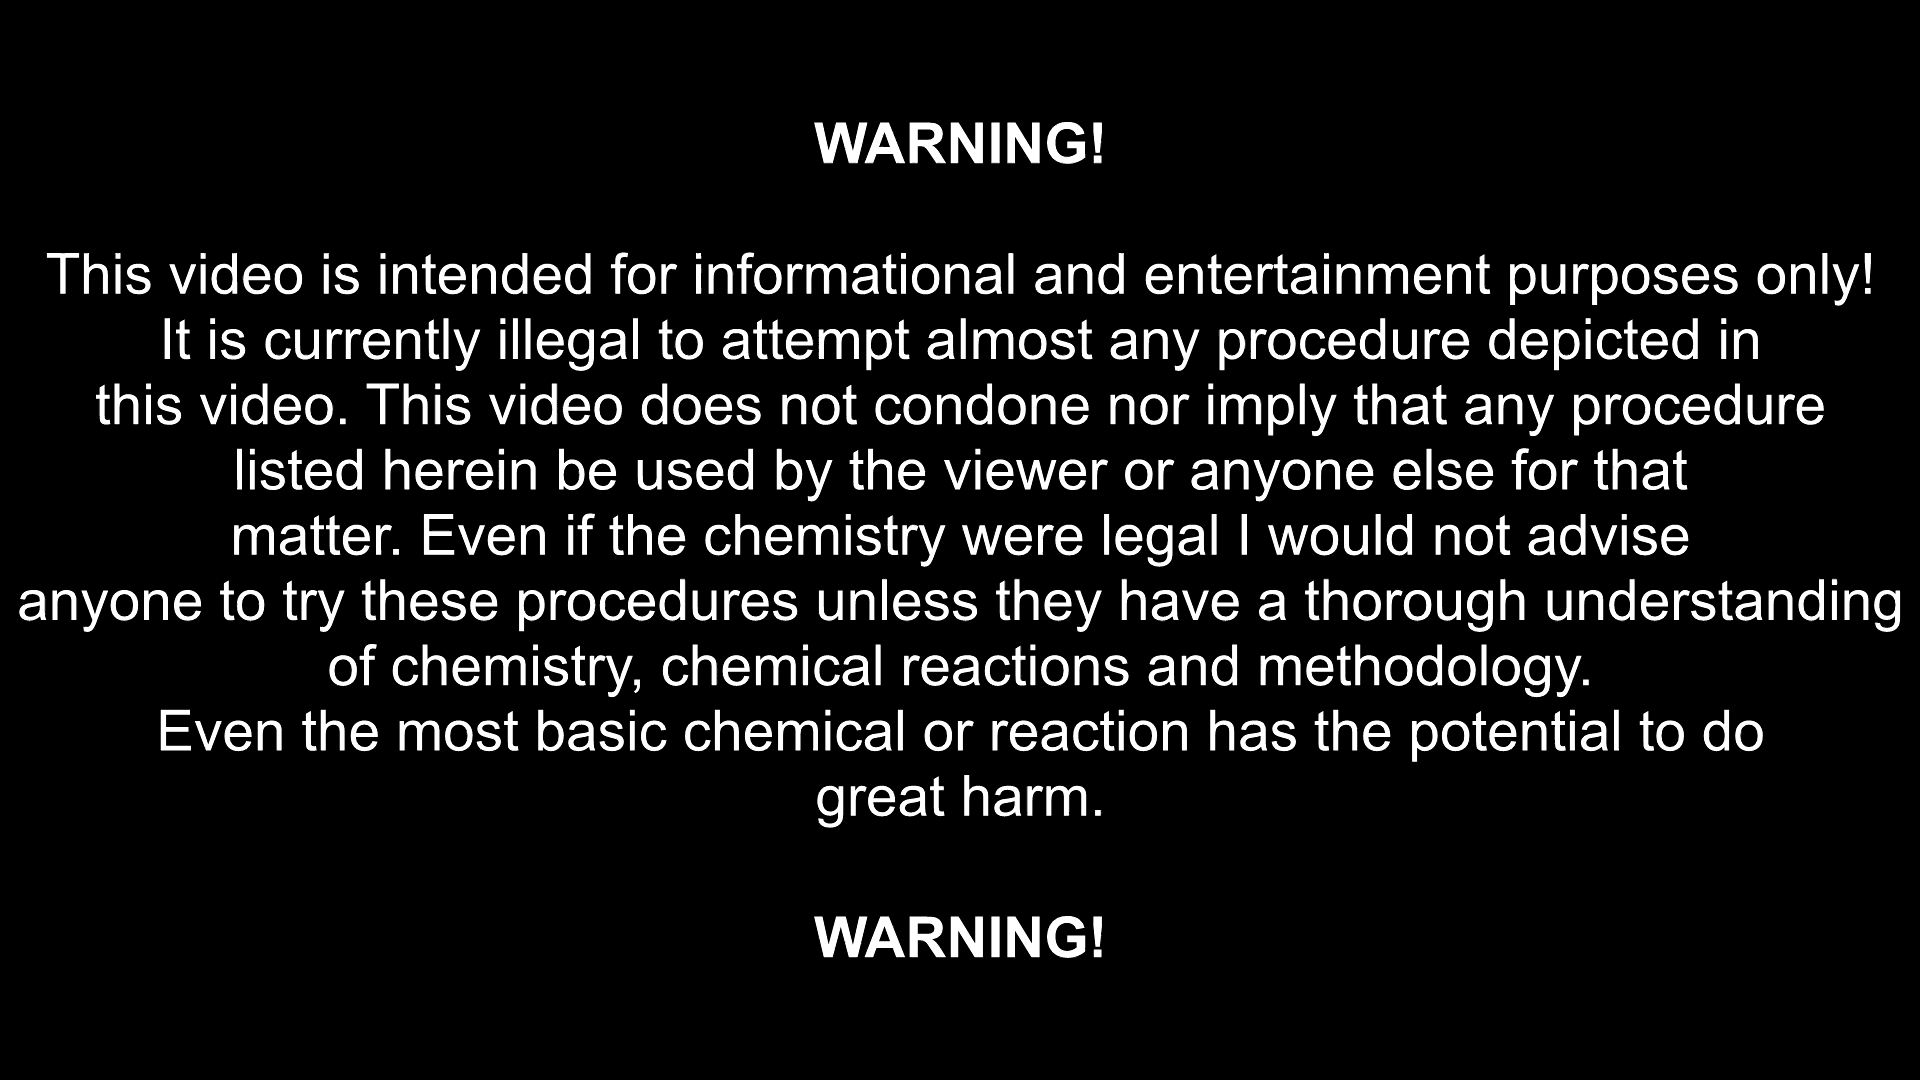 WARNING!
This video is intended for informational and entertainment purposes only!
It is currently illegal to attempt almost any procedure depicted in
this video. This video does not condone nor imply that any procedure
listed herein be used by the viewer or anyone else for that
matter. Even if the chemistry were legal I would not advise
anyone to try these procedures unless they have a thorough understanding
of chemistry, chemical reactions and methodology.
Even the most basic chemical or reaction has the potential to do
great harm.
WARNING!